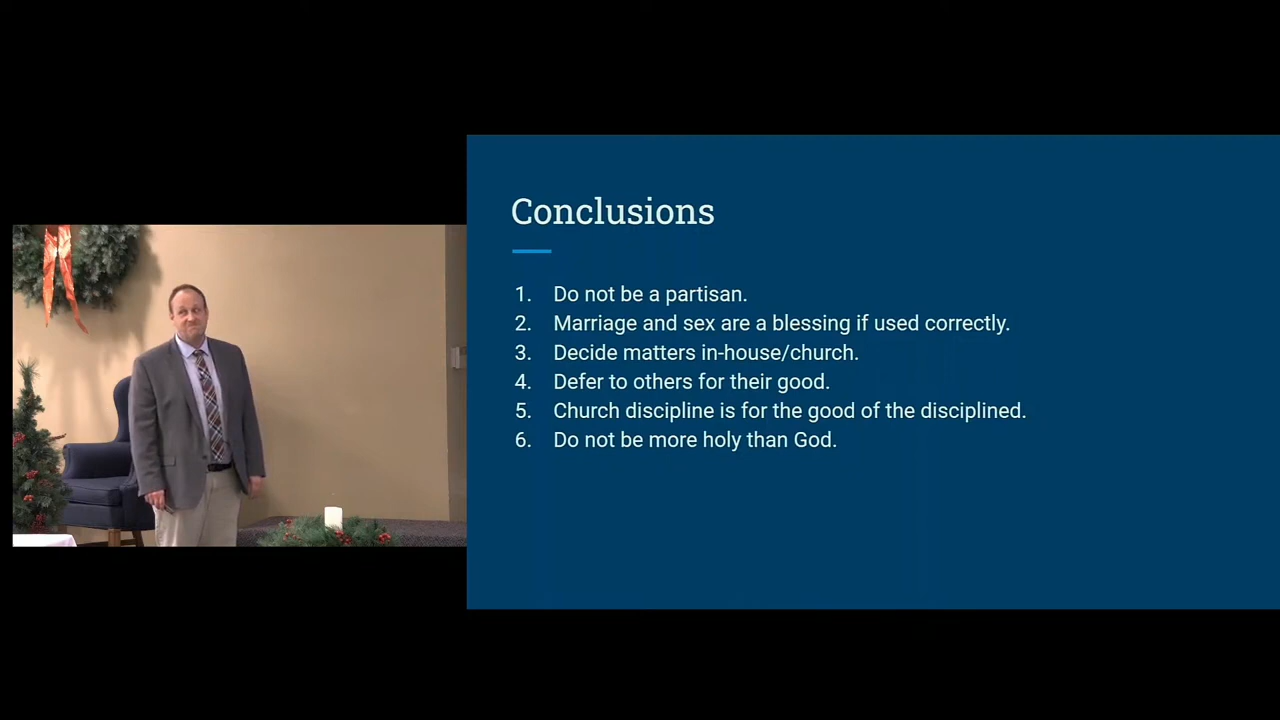 Conclusions
1. Do not be a partisan.
2. Marriage and sex are a blessing if used correctly.
3. Decide matters in-house/church.
4. Defer to others for their good.
5. Church discipline is for the good of the disciplined.
6. Do not be more holy than God.